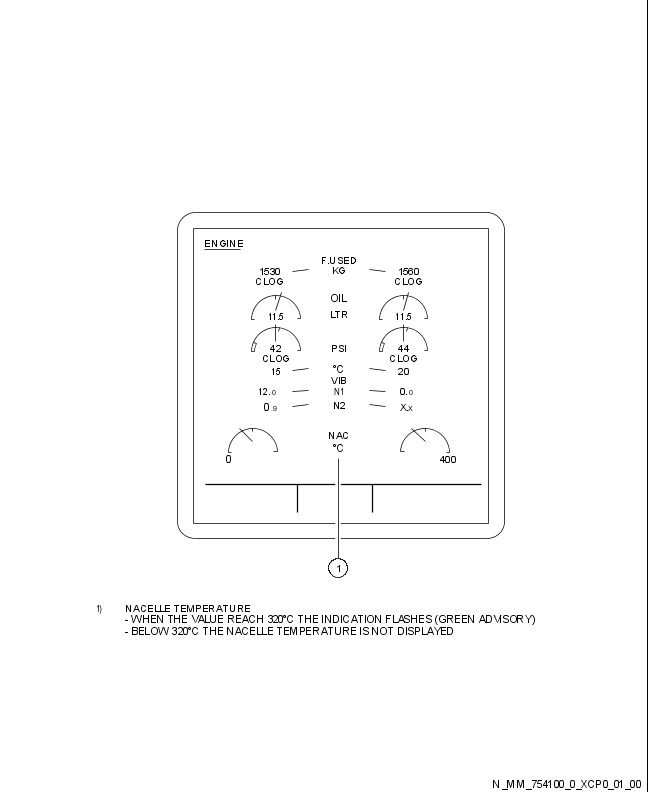 ENGINE
F.USED
1530 KG 1560
CLOG CLOG
OIL
11.5 LTR 11.5
42 PSI 44
CLOG CLOG
15 °C 20
VIB
12.0 N1 0.0
0.9 N2 X.X
NAC
0 °C 400
1
1) NACELLE TEMPERATURE
- WHEN THE VALUE REACH 320°C THE INDICATION FLASHES (GREEN ADVISORY)
- BELOW 320°C THE NACELLE TEMPERATURE IS NOT DISPLAYED
N_MM_754100_0_XCP0_01_00